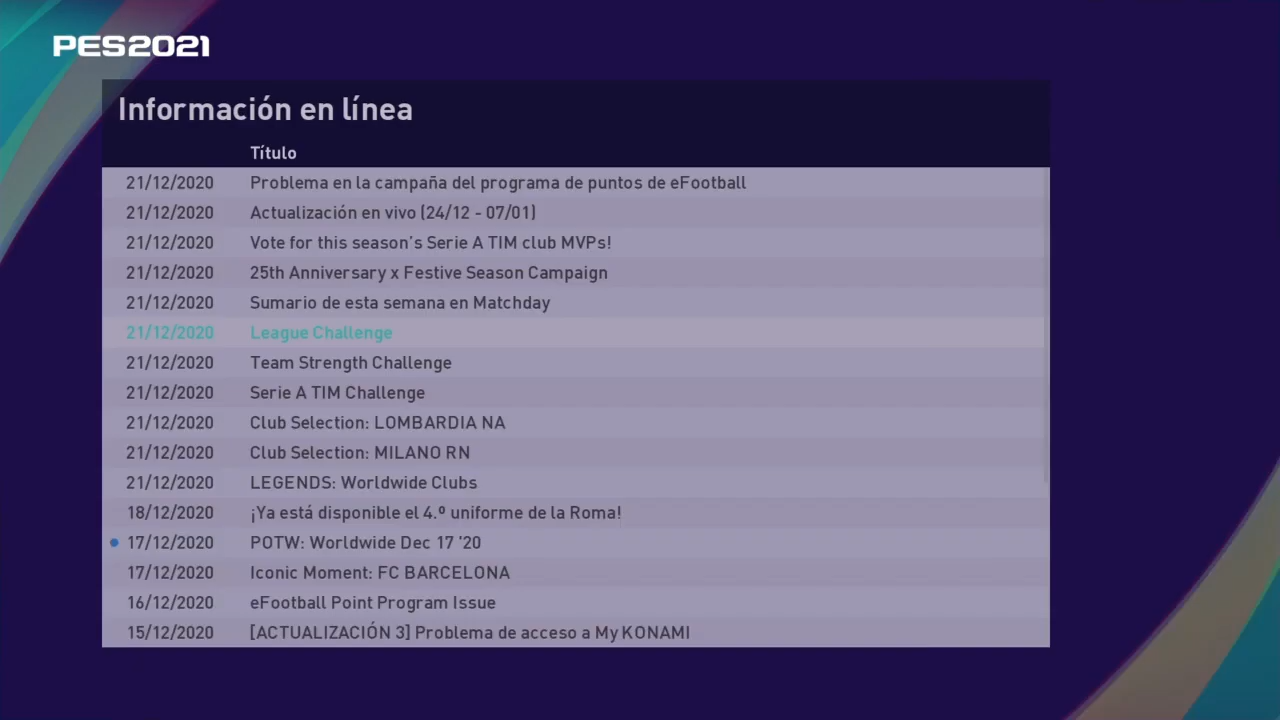 PES2021
Información en línea
Título
21/12/2020 Problema en la campaña del programa de puntos de eFootball
21/12/2020 Actualización en vivo (24/12 - 07/01)
21/12/2020 Vote for this season's Serie A TIM club MVPs!
21/12/2020 25th Anniversary x Festive Season Campaign
21/12/2020 Sumario de esta semana en Matchday
21/12/2020 League Challenge
21/12/2020 Team Strength Challenge
21/12/2020 Serie A TIM Challenge
21/12/2020 Club Selection: LOMBARDIA NA
21/12/2020 Club Selection: MILANO RN
21/12/2020 LEGENDS: Worldwide Clubs
18/12/2020 ¡Ya está disponible el 4.º uniforme de la Roma!
17/12/2020 POTW: Worldwide Dec 17 '20
17/12/2020 Iconic Moment: FC BARCELONA
16/12/2020 eFootball Point Program Issue
15/12/2020 [ACTUALIZACIÓN 3] Problema de acceso a My KONAMI